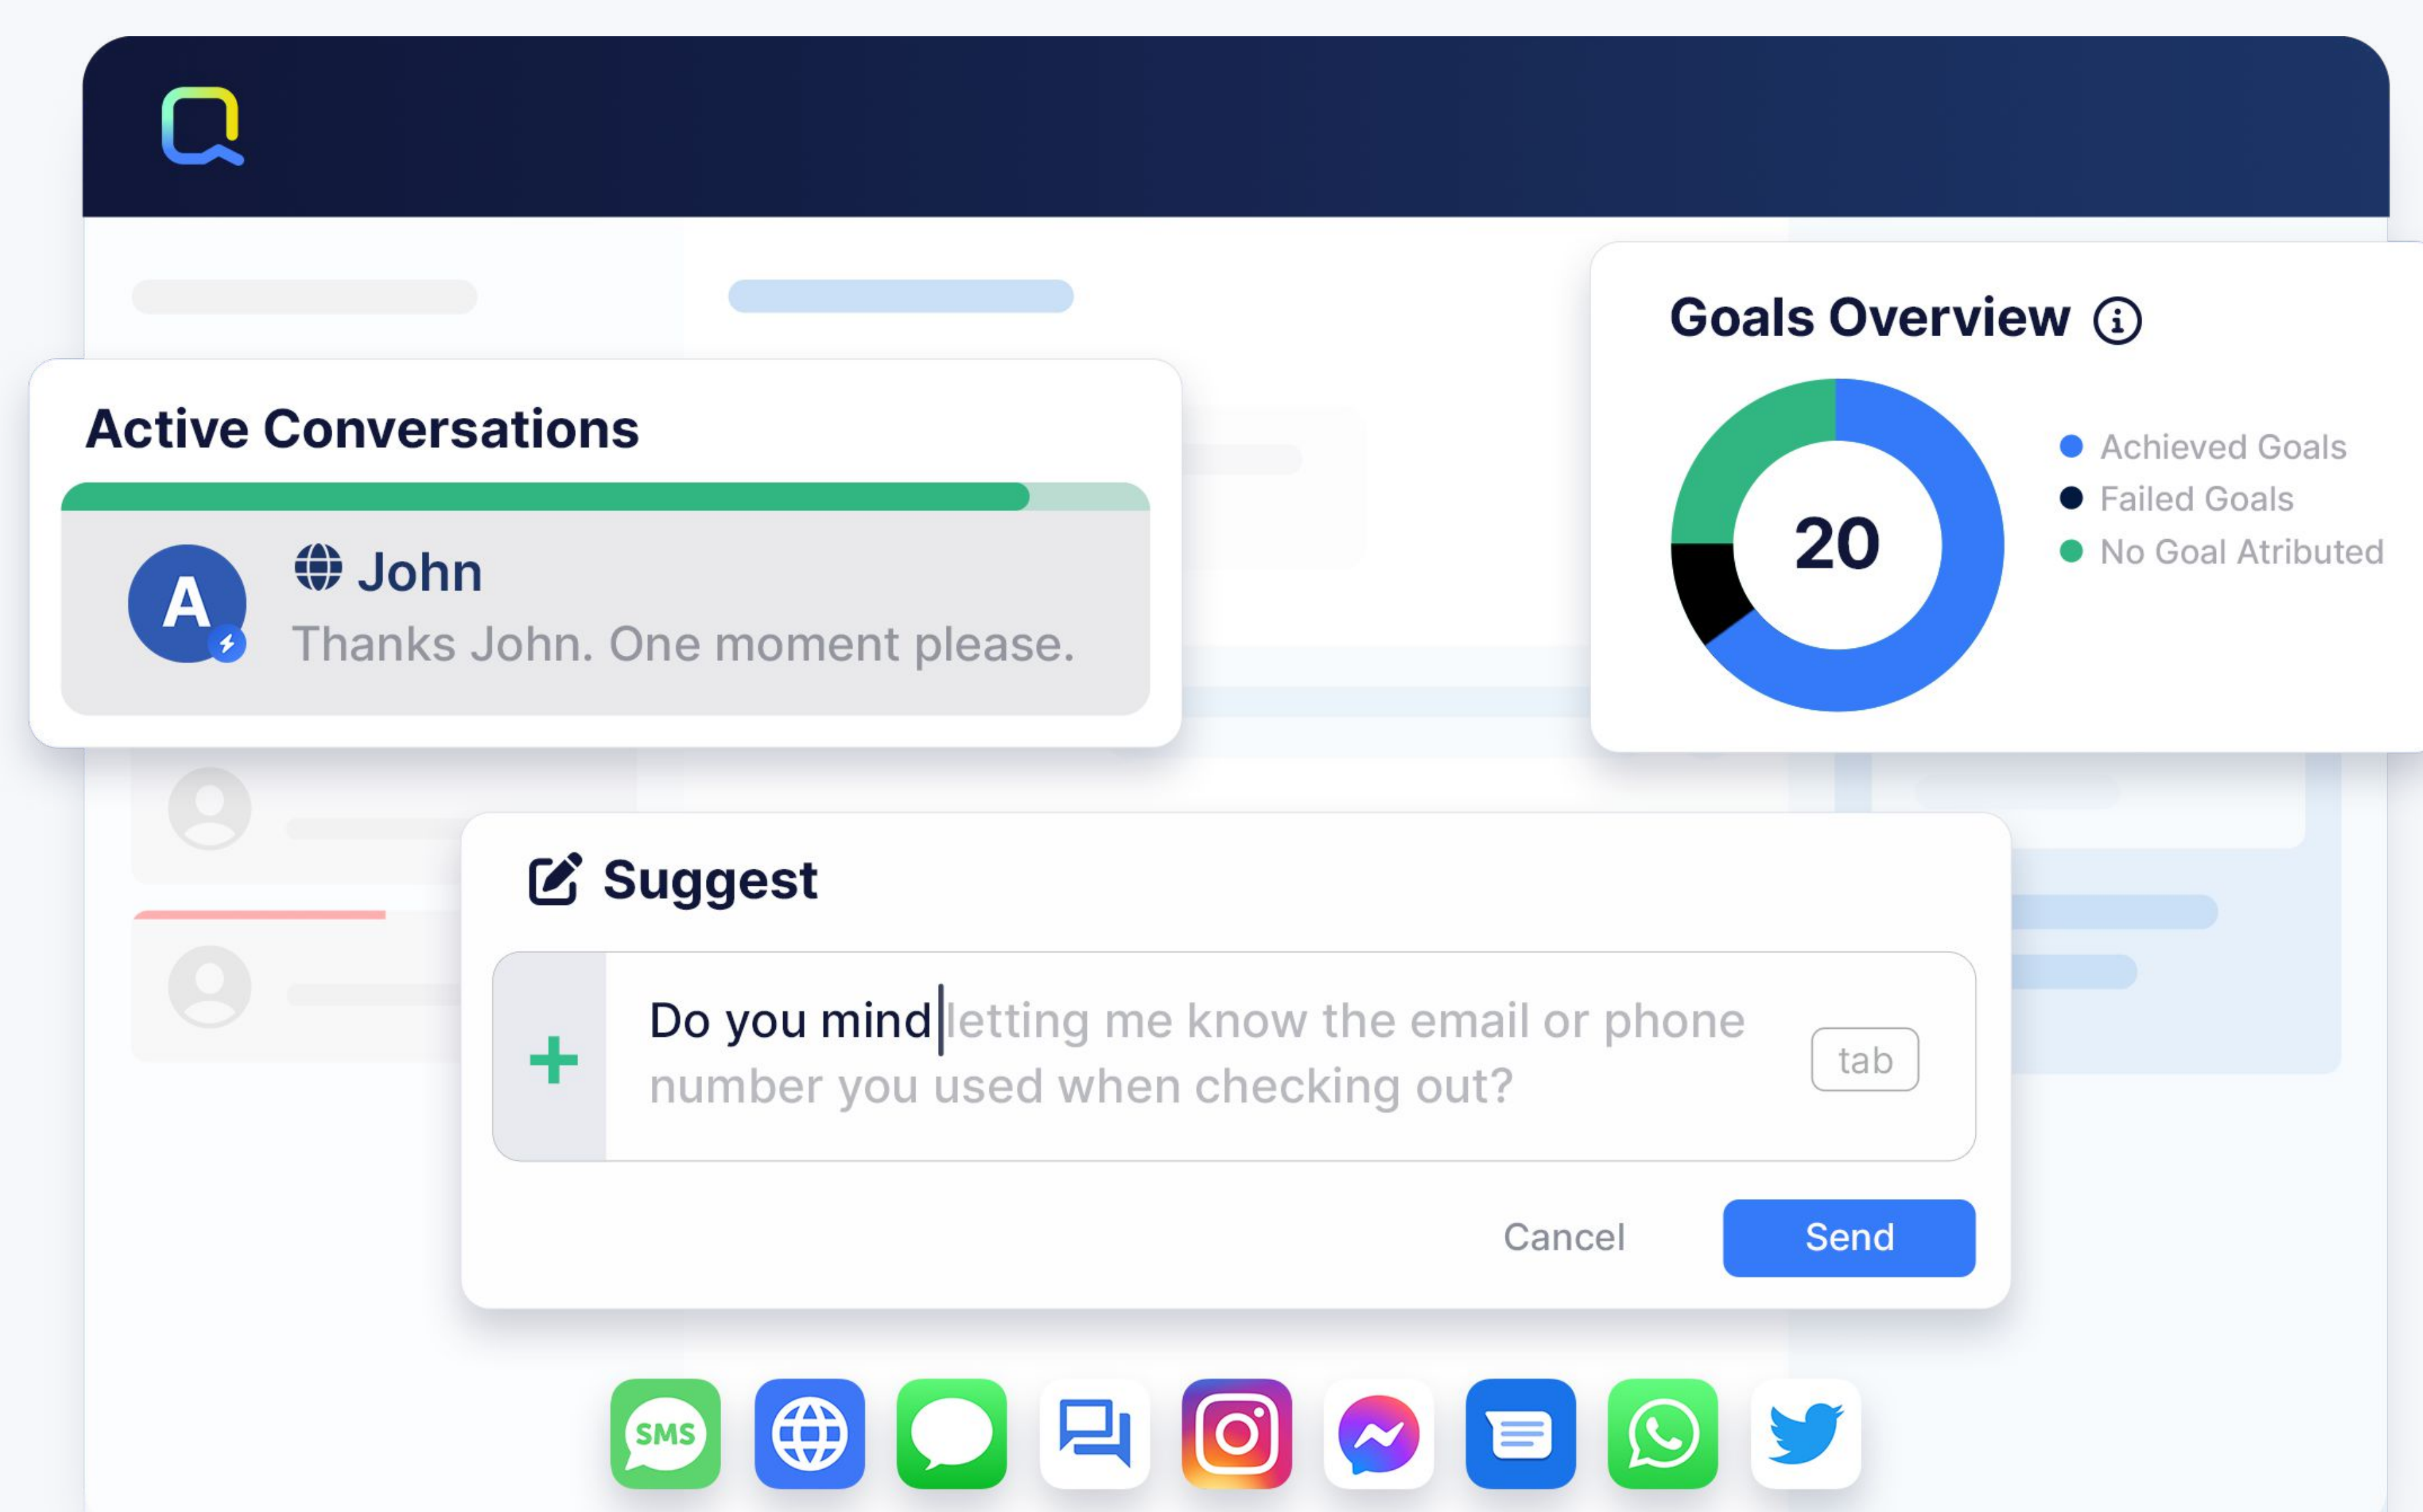 Goals Overview
Achieved Goals
Failed Goals
No Goal Atributed
20
Active Conversations
A
John
Thanks John. One moment please.
Suggest
Do you mind letting me know the email or phone
number you used when checking out?
tab
Cancel
Send
SMS